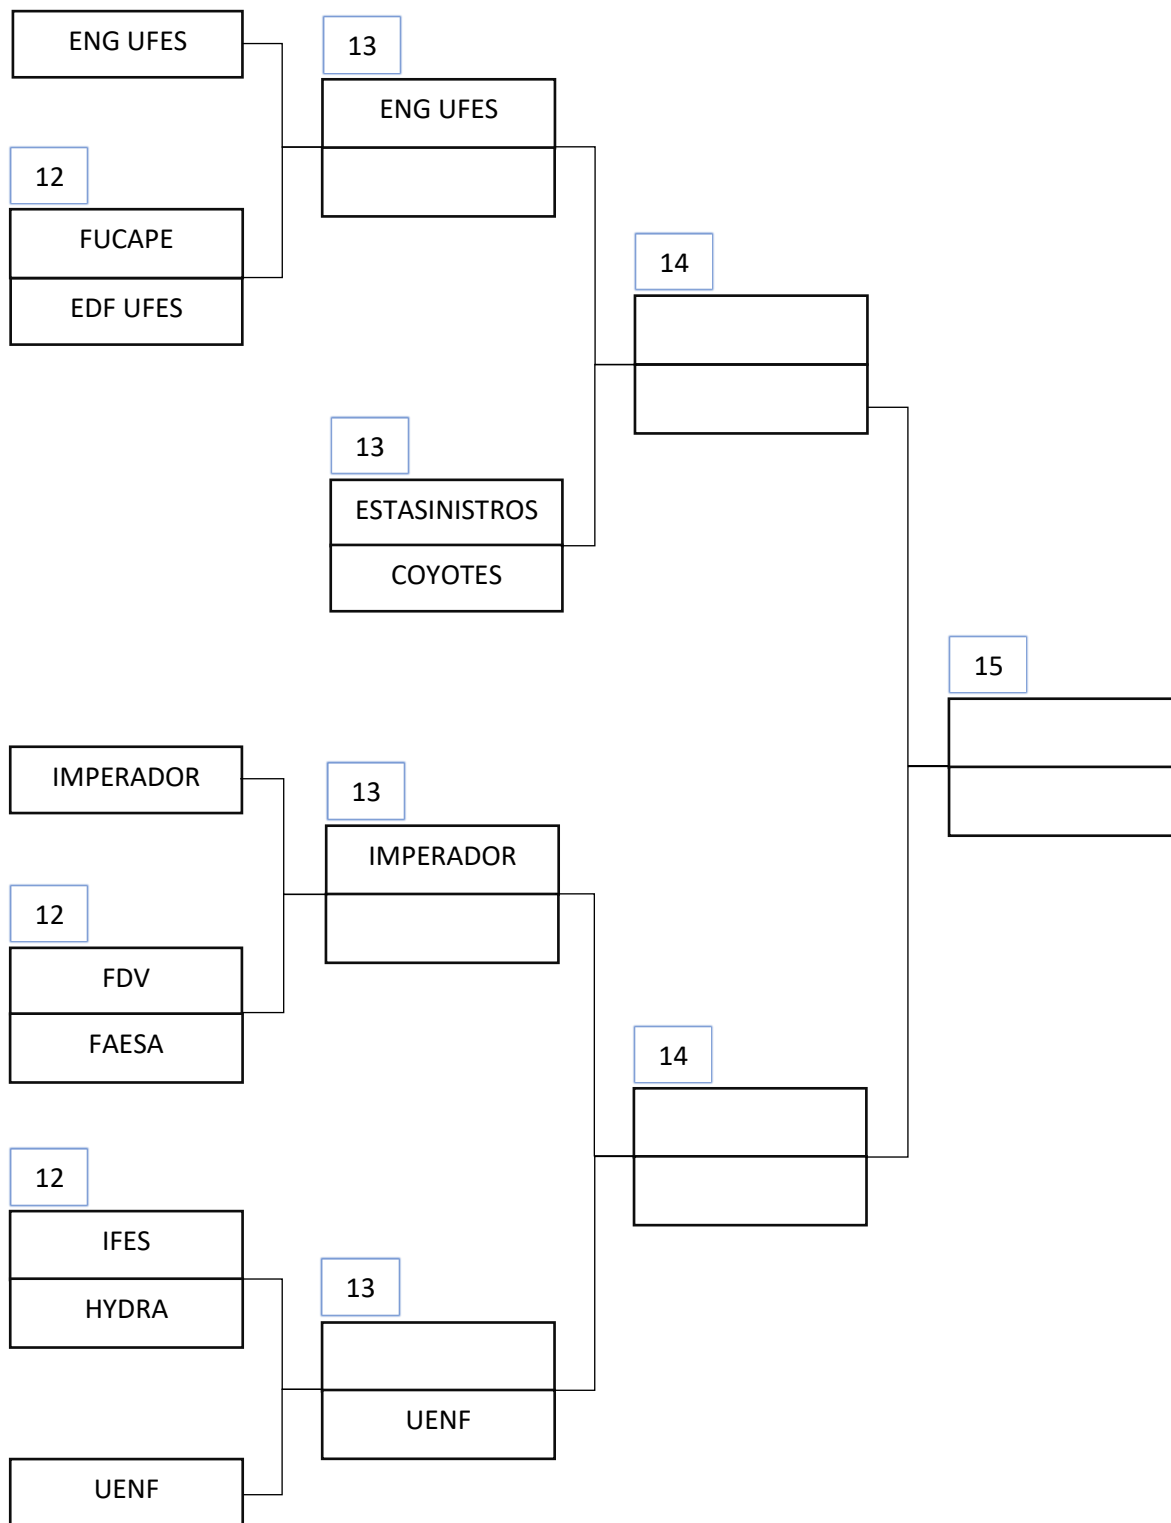 ENG UFES
13
ENG UFES
12
FUCAPE
EDF UFES
14
13
ESTASINISTROS
COYOTES
15
IMPERADOR
13
IMPERADOR
12
FDV
FAESA
14
12
IFES
HYDRA
13
UENF
UENF